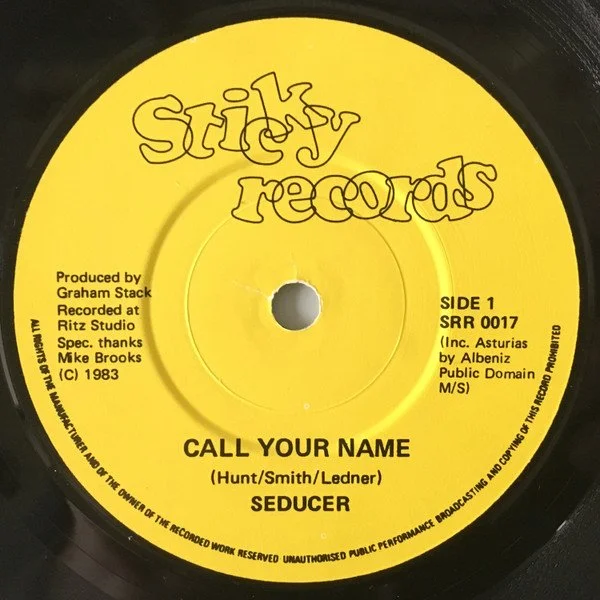 Sticky
records
Produced by
Graham Stack
Recorded at
Ritz Studio
Spec. thanks
Mike Brooks
(C) 1983
SIDE 1
SRR 0017
(Inc. Asturias
by Albeniz
Public Domain
M/S)
CALL YOUR NAME
(Hunt/Smith/Ledner)
SEDUCER
ALL RIGHTS OF THE MANUFACTURER AND OF THE OWNER OF THE RECORDED WORK RESERVED UNAUTHORISED PUBLIC PERFORMANCE BROADCASTING AND COPYING OF THIS RECORD PROHIBITED